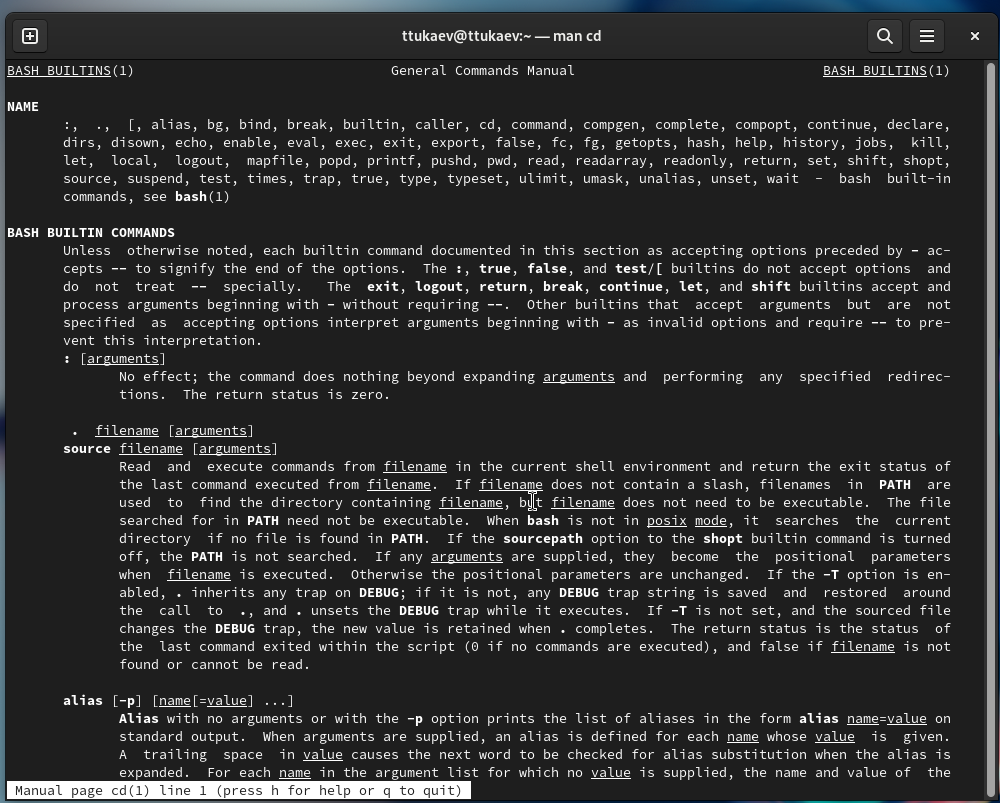 ttukaev@ttukaev:~ — man cd
BASH BUILTINS(1) General Commands Manual BASH BUILTINS(1)
NAME
:, ., [, alias, bg, bind, break, builtin, caller, cd, command, compgen, complete, compopt, continue, declare,
dirs, disown, echo, enable, eval, exec, exit, export, false, fc, fg, getopts, hash, help, history, jobs, kill,
let, local, logout, mapfile, popd, printf, pushd, pwd, read, readarray, readonly, return, set, shift, shopt,
source, suspend, test, times, trap, true, type, typeset, ulimit, umask, unalias, unset, wait - bash built-in
commands, see bash(1)
BASH BUILTIN COMMANDS
Unless otherwise noted, each builtin command documented in this section as accepting options preceded by - ac-
cepts -- to signify the end of the options. The :, true, false, and test/[ builtins do not accept options and
do not treat -- specially. The exit, logout, return, break, continue, let, and shift builtins accept and
process arguments beginning with - without requiring --. Other builtins that accept arguments but are not
specified as accepting options interpret arguments beginning with - as invalid options and require -- to pre-
vent this interpretation.
: [arguments]
No effect; the command does nothing beyond expanding arguments and performing any specified redirec-
tions. The return status is zero.
. filename [arguments]
source filename [arguments]
Read and execute commands from filename in the current shell environment and return the exit status of
the last command executed from filename. If filename does not contain a slash, filenames in PATH are
used to find the directory containing filename, but filename does not need to be executable. The file
searched for in PATH need not be executable. When bash is not in posix mode, it searches the current
directory if no file is found in PATH. If the sourcepath option to the shopt builtin command is turned
off, the PATH is not searched. If any arguments are supplied, they become the positional parameters
when filename is executed. Otherwise the positional parameters are unchanged. If the -T option is en-
abled, . inherits any trap on DEBUG; if it is not, any DEBUG trap string is saved and restored around
the call to ., and . unsets the DEBUG trap while it executes. If -T is not set, and the sourced file
changes the DEBUG trap, the new value is retained when . completes. The return status is the status of
the last command exited within the script (0 if no commands are executed), and false if filename is not
found or cannot be read.
alias [-p] [name[=value] ...]
Alias with no arguments or with the -p option prints the list of aliases in the form alias name=value on
standard output. When arguments are supplied, an alias is defined for each name whose value is given.
A trailing space in value causes the next word to be checked for alias substitution when the alias is
expanded. For each name in the argument list for which no value is supplied, the name and value of the
Manual page cd(1) line 1 (press h for help or q to quit)